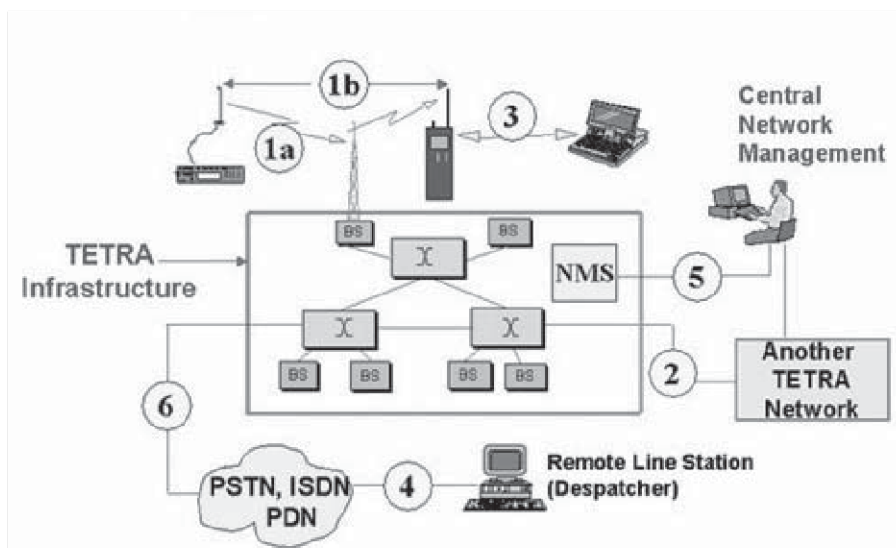 1b
1a
3
Central
Network
Management
BS
BS
TETRA
Infrastructure
NMS
5
BS
BS
BS
BS
2
Another
TETRA
Network
6
PSTN, ISDN
PDN
4
Remote Line Station
(Despatcher)